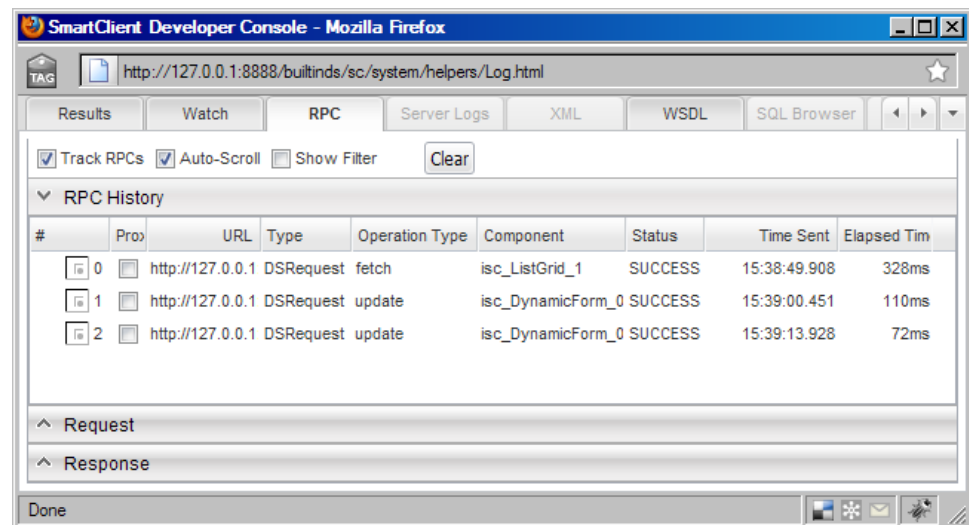 SmartClient Developer Console - Mozilla Firefox
TAG http://127.0.0.1:8888/builtinds/sc/system/helpers/Log.html
Results Watch RPC Server Logs XML WSDL SQL Browser
Track RPCs Auto-Scroll Show Filter Clear
RPC History
# Prox URL Type Operation Type Component Status Time Sent Elapsed Tim
0 http://127.0.0.1 DSRequest fetch isc_ListGrid_1 SUCCESS 15:38:49.908 328ms
1 http://127.0.0.1 DSRequest update isc_DynamicForm_0 SUCCESS 15:39:00.451 110ms
2 http://127.0.0.1 DSRequest update isc_DynamicForm_0 SUCCESS 15:39:13.928 72ms
Request
Response
Done